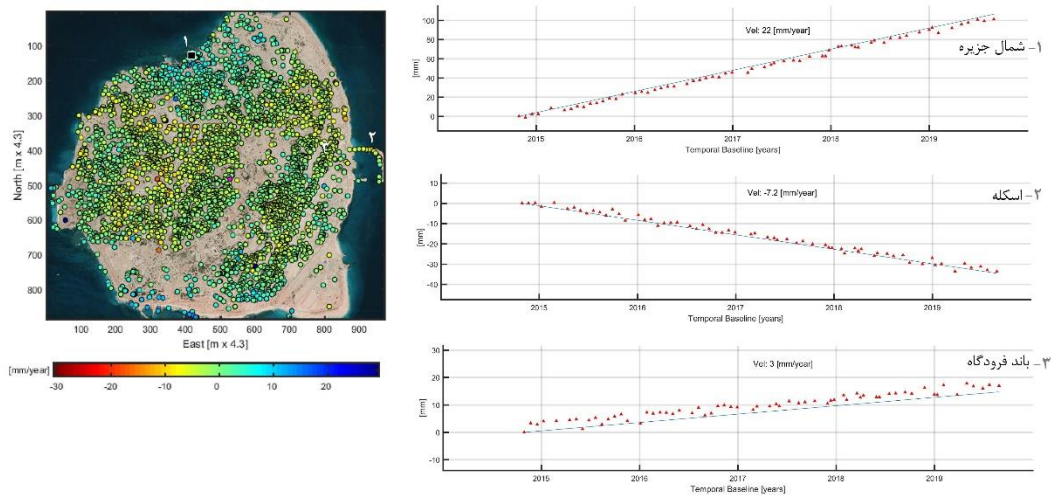 100
200
300
400
500
600
700
800
North [m x 4.3]
100 200 300 400 500 600 700 800 900
East [m x 4.3]
۱
۲
۳
[mm/year]
-30 -20 -10 0 10 20
۱- شمال جزیره
Vel: 22 [mm/year]
100
80
60
40
20
0
[mm]
2015 2016 2017 2018 2019
Temporal Baseline [years]
۲- اسکله
Vel: -7.2 [mm/year]
10
0
-10
-20
-30
-40
[mm]
2015 2016 2017 2018 2019
Temporal Baseline [years]
۳- باند فرودگاه
Vel: 3 [mm/year]
30
20
10
0
-10
[mm]
2015 2016 2017 2018 2019
Temporal Baseline [years]